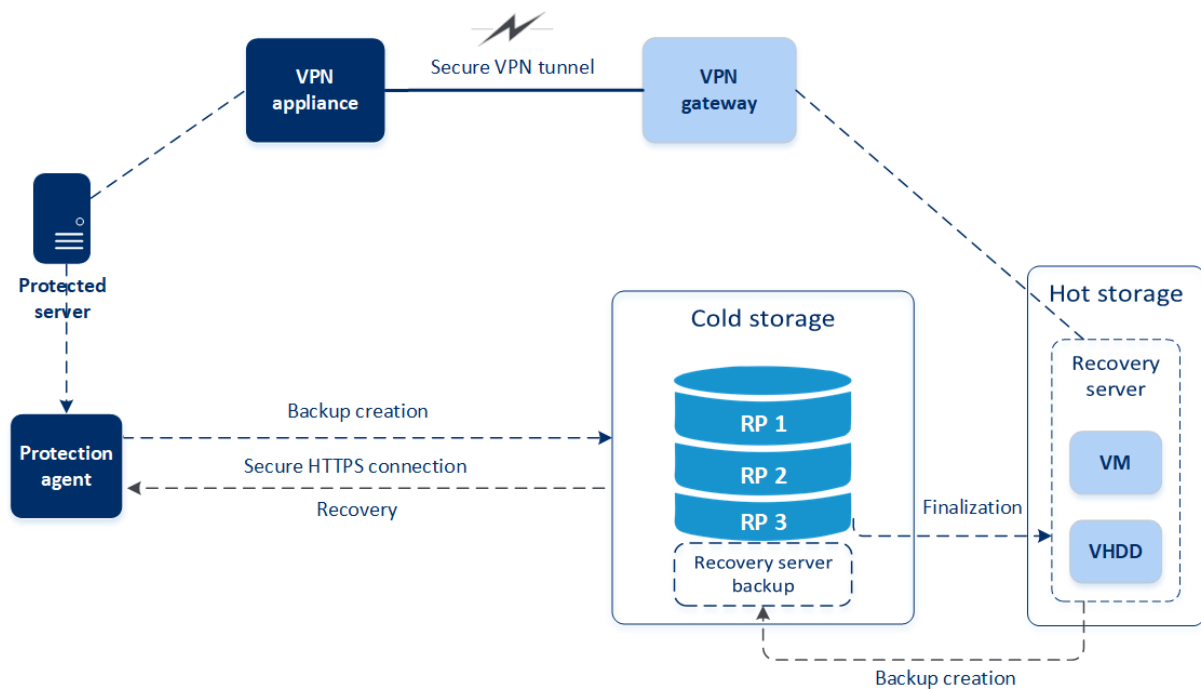 VPN
appliance
Secure VPN tunnel
VPN
gateway
Protected
server
Protection
agent
Backup creation
Secure HTTPS connection
Recovery
Cold storage
RP 1
RP 2
RP 3
Recovery server
backup
Finalization
Hot storage
Recovery
server
VM
VHDD
Backup creation